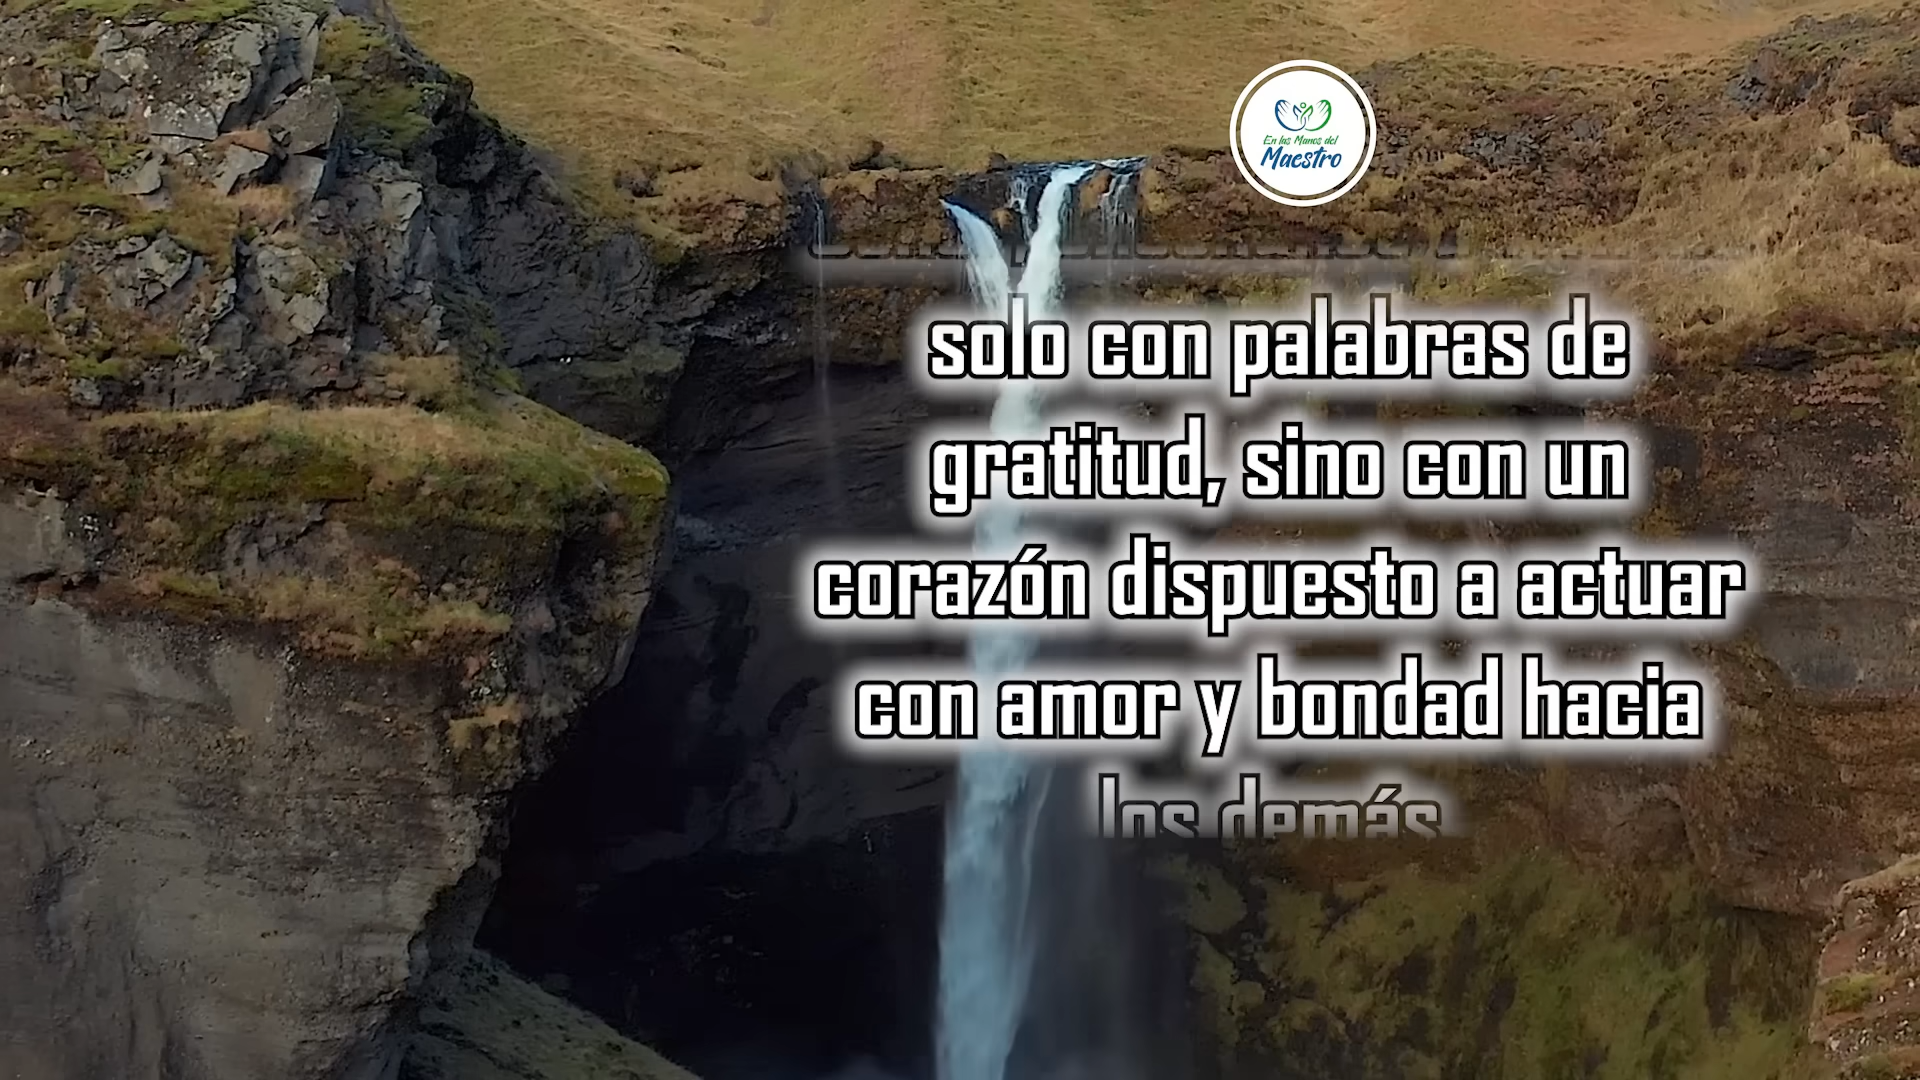 En las Manos del
Maestro
solo con palabras de
gratitud, sino con un
corazón dispuesto a actuar
con amor y bondad hacia
los demás